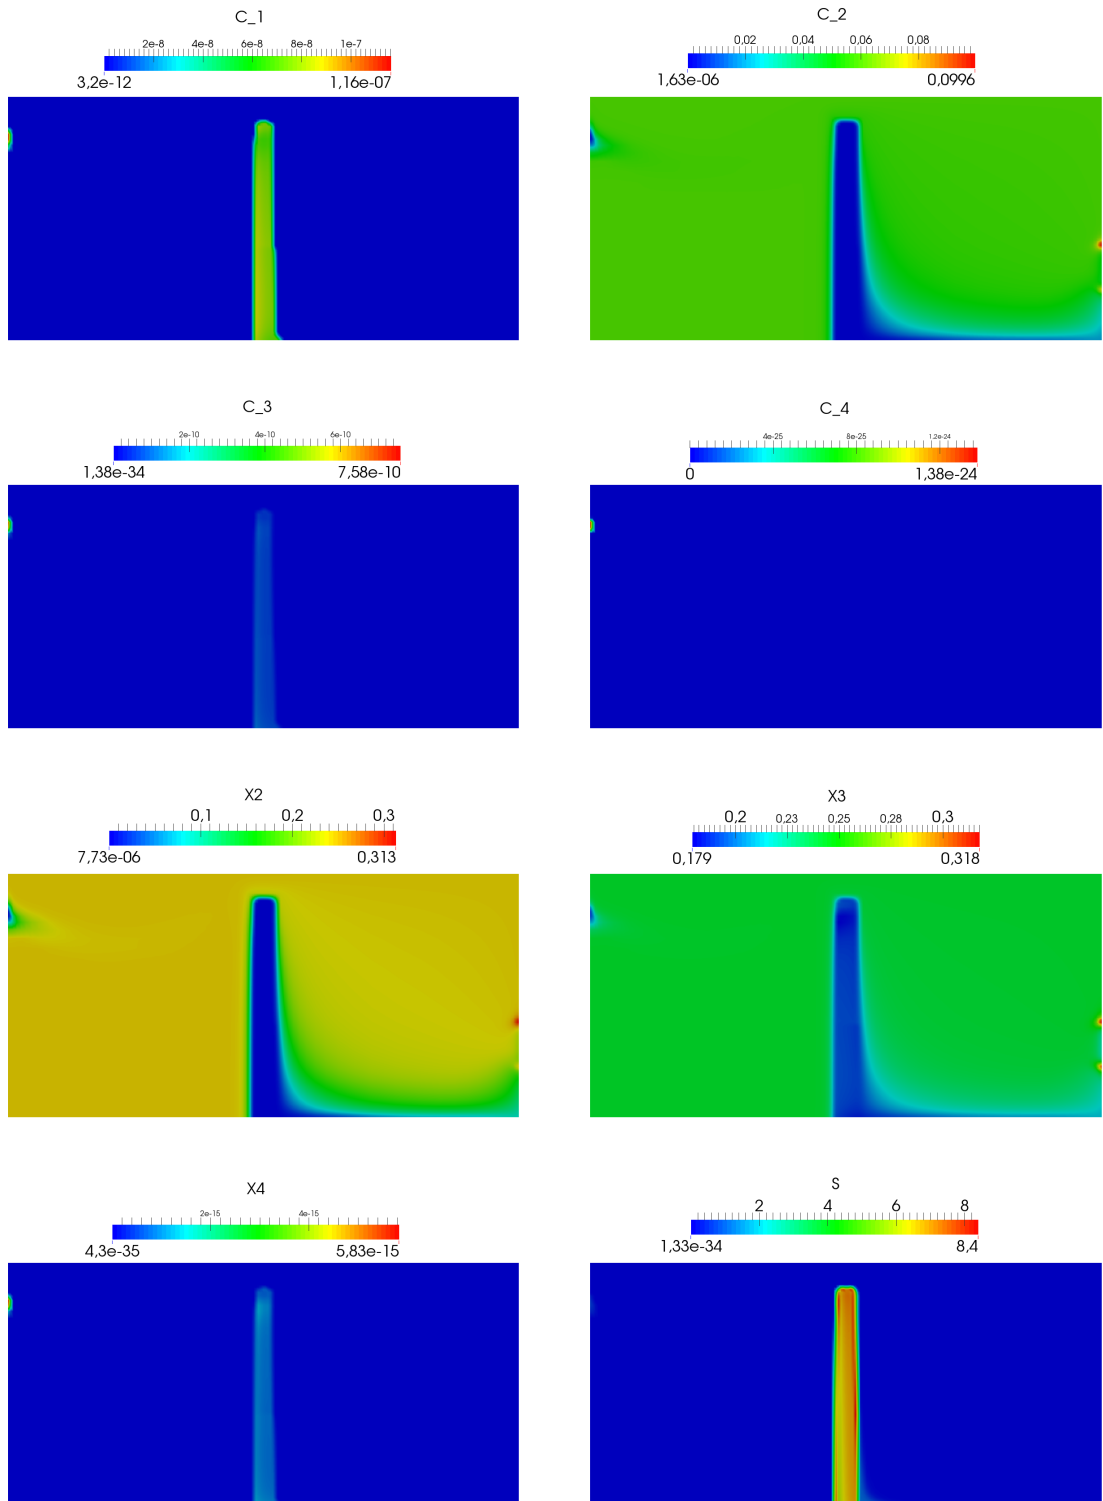 C_1
2e-8 4e-8 6e-8 8e-8 1e-7
3,2e-12 1,16e-07
C_2
0,02 0,04 0,06 0,08
1,63e-06 0,0996
C_3
2e-10 4e-10 6e-10
1,38e-34 7,58e-10
C_4
4e-25 8e-25 1,2e-24
0 1,38e-24
X2
0,1 0,2 0,3
7,73e-06 0,313
X3
0,2 0,23 0,25 0,28 0,3
0,179 0,318
X4
2e-15 4e-15
4,3e-35 5,83e-15
S
2 4 6 8
1,33e-34 8,4